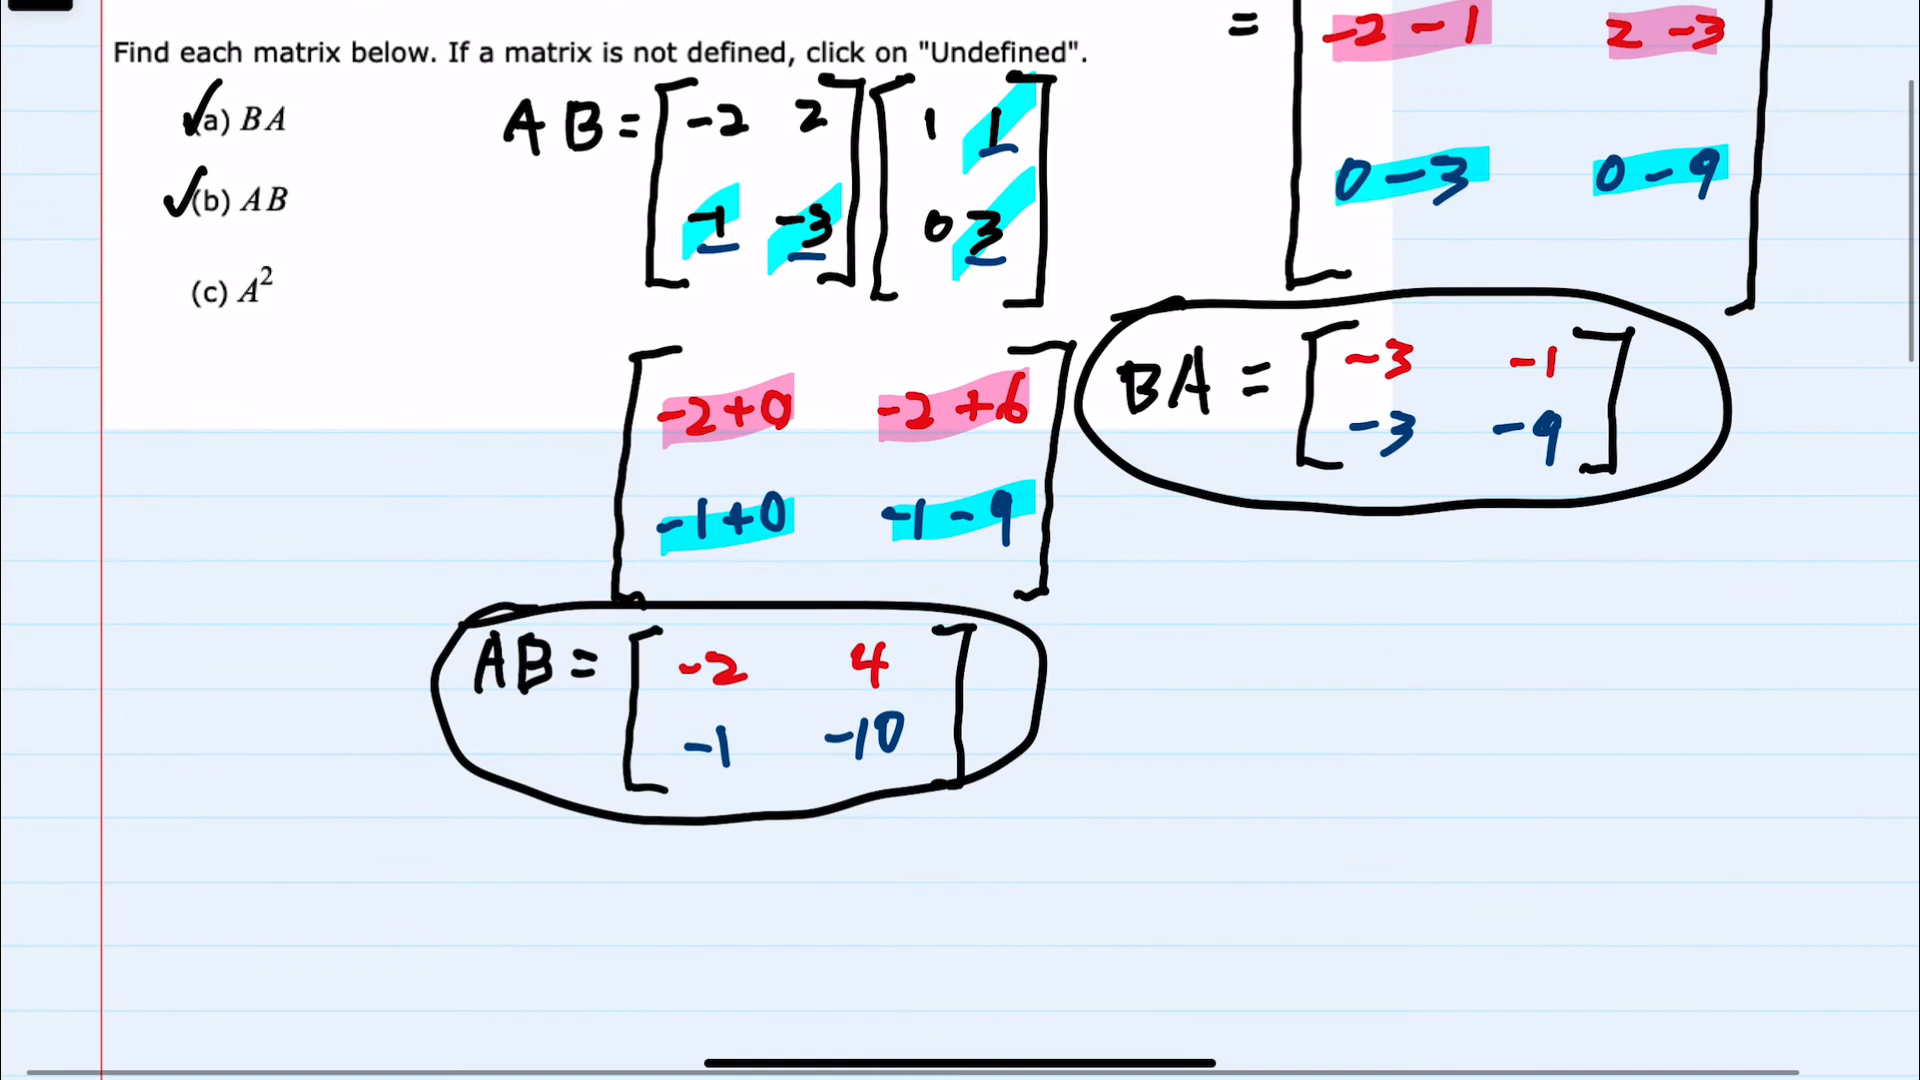 Find each matrix below. If a matrix is not defined, click on "Undefined".
✓(a) BA
✓(b) AB
(c) A²
AB = [-2 2] [1 1]
[-1 -3] [0 3]
[-2+0 -2+6]
[-1+0 -1-9]
AB = [-2 4]
[-1 -10]
= [-2-1 2-3]
[0-3 0-9]
BA = [-3 -1]
[-3 -9]